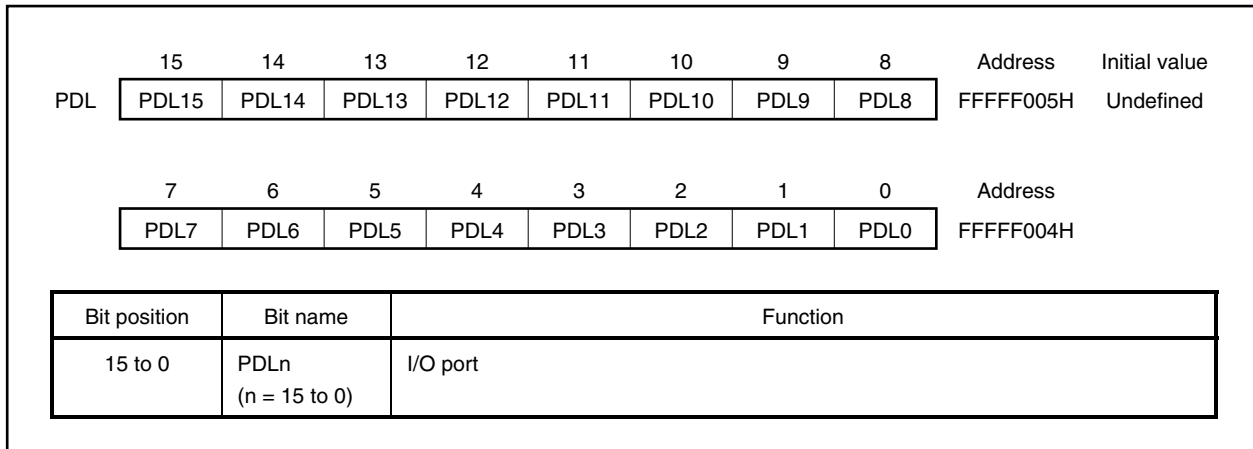 15 14 13 12 11 10 9 8 Address Initial value
PDL PDL15 PDL14 PDL13 PDL12 PDL11 PDL10 PDL9 PDL8 FFFFF005H Undefined
7 6 5 4 3 2 1 0 Address
PDL7 PDL6 PDL5 PDL4 PDL3 PDL2 PDL1 PDL0 FFFFF004H
Bit position Bit name Function
15 to 0 PDLn I/O port
(n = 15 to 0)